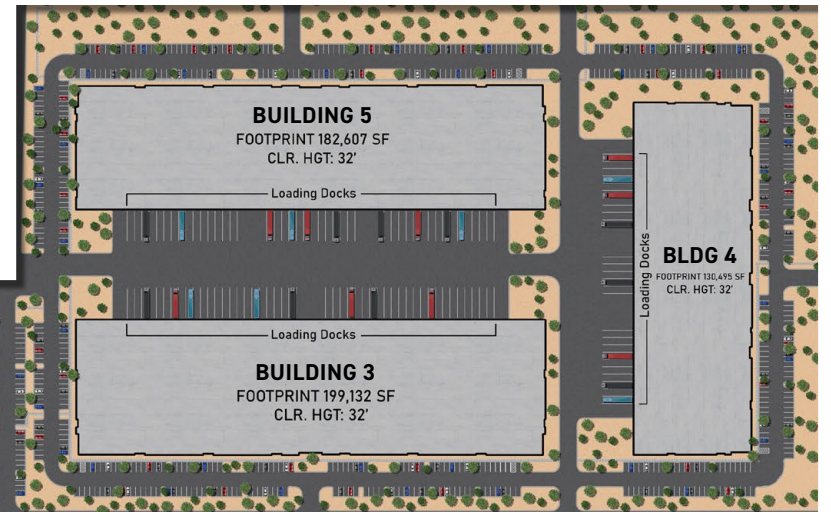 BUILDING 5
FOOTPRINT 182,607 SF
CLR. HGT: 32'
Loading Docks
Loading Docks
BUILDING 3
FOOTPRINT 199,132 SF
CLR. HGT: 32'
Loading Docks
BLDG 4
FOOTPRINT 130,495 SF
CLR. HGT: 32'